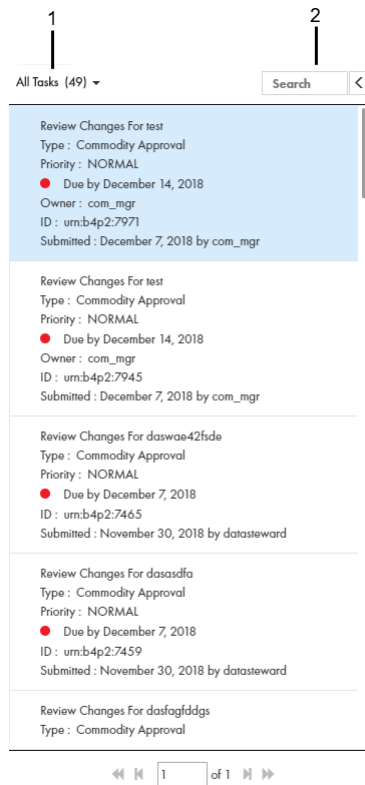 1
2
All Tasks (49)
Search
Review Changes For test
Type : Commodity Approval
Priority : NORMAL
Due by December 14, 2018
Owner : com_mgr
ID : urn:b4p2:7971
Submitted : December 7, 2018 by com_mgr
Review Changes For test
Type : Commodity Approval
Priority : NORMAL
Due by December 14, 2018
Owner : com_mgr
ID : urn:b4p2:7945
Submitted : December 7, 2018 by com_mgr
Review Changes For daswae42fsde
Type : Commodity Approval
Priority : NORMAL
Due by December 7, 2018
ID : urn:b4p2:7465
Submitted : November 30, 2018 by datasteward
Review Changes For dasasdfa
Type : Commodity Approval
Priority : NORMAL
Due by December 7, 2018
ID : urn:b4p2:7459
Submitted : November 30, 2018 by datasteward
Review Changes For dasfagfddgs
Type : Commodity Approval
1 of 1